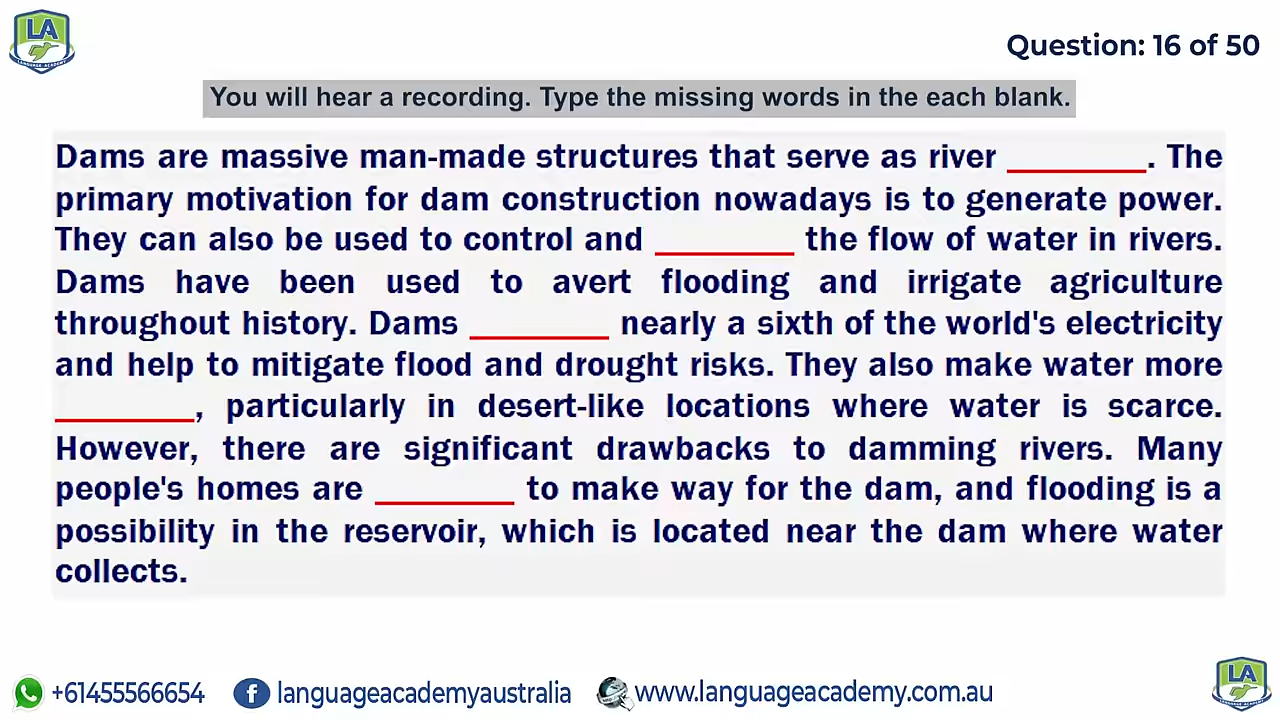 LA
LANGUAGE ACADEMY
Question: 16 of 50
You will hear a recording. Type the missing words in the each blank.
Dams are massive man-made structures that serve as river ________. The
primary motivation for dam construction nowadays is to generate power.
They can also be used to control and ________ the flow of water in rivers.
Dams have been used to avert flooding and irrigate agriculture
throughout history. Dams ________ nearly a sixth of the world's electricity
and help to mitigate flood and drought risks. They also make water more
________, particularly in desert-like locations where water is scarce.
However, there are significant drawbacks to damming rivers. Many
people's homes are ________ to make way for the dam, and flooding is a
possibility in the reservoir, which is located near the dam where water
collects.
+61455566654
languageacademyaustralia
www.languageacademy.com.au
LA